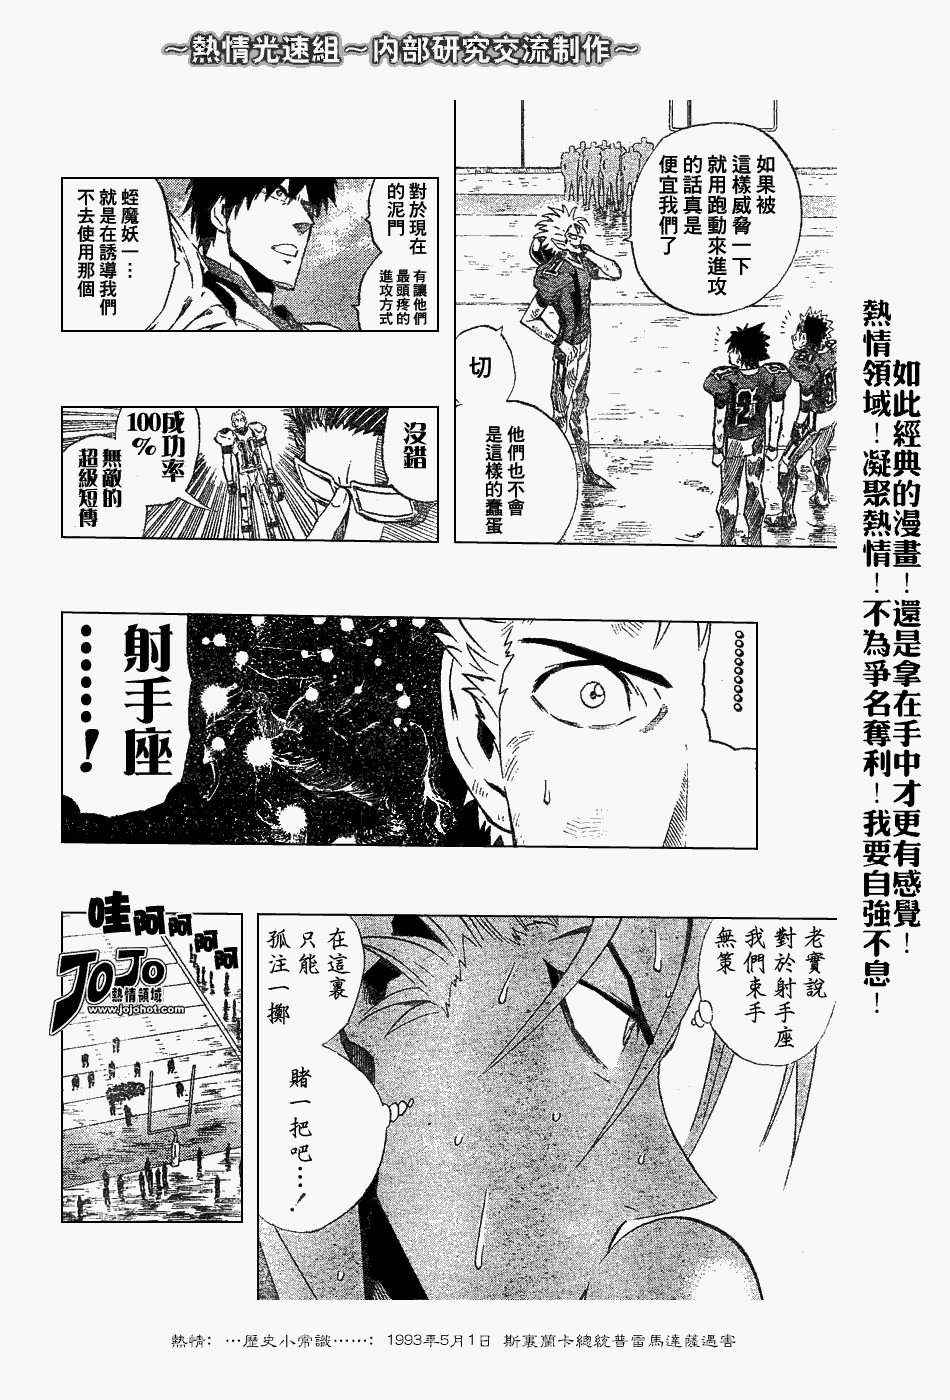 ～熱情光速組～內部研究交流制作～
如果被
這樣威脅一下
就用跑動來進攻
的話真是
便宜我們了
切
他們也不會
是這樣的蠢蛋
對於現在
的泥門
有讓他們
最頭疼的
進攻方式
蛭魔妖一…
就是在誘導我們
不去使用那個
沒錯
成功率
100%
無敵的
超級短傳
………
射手座
……!
老實說
對於射手座
我們束手
無策
在這裏
只能
孤注一擲
賭一把吧…!
哇阿阿阿阿
JOJO
熱情領域
www.jojohot.com
如此經典的漫畫！還是拿在手中才更有感覺！
熱情領域！凝聚熱情！不為爭名奪利！我要自強不息！
熱情：…歷史小常識……：1993年5月1日 斯裏蘭卡總統普雷馬達薩遇害